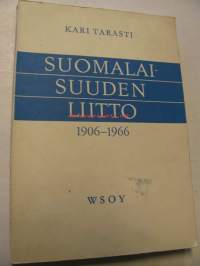 KARI TARASTI
SUOMALAI-
SUUDEN
LIITTO
1906-1966
WSOY